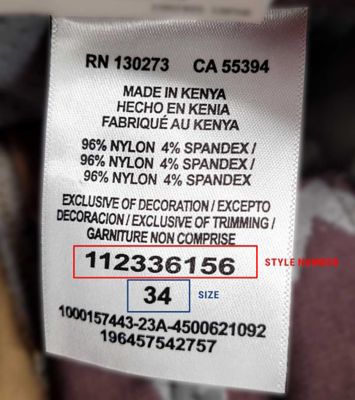 RN 130273 CA 55394
MADE IN KENYA
HECHO EN KENIA
FABRIQUÉ AU KENYA
96% NYLON 4% SPANDEX /
96% NYLON 4% SPANDEX /
96% NYLON 4% SPANDEX
EXCLUSIVE OF DECORATION / EXCEPTO
DECORACION / EXCLUSIVE OF TRIMMING /
GARNITURE NON COMPRISE
112336156 STYLE NUMBER
34 SIZE
1000157443-23A-4500621092
196457542757